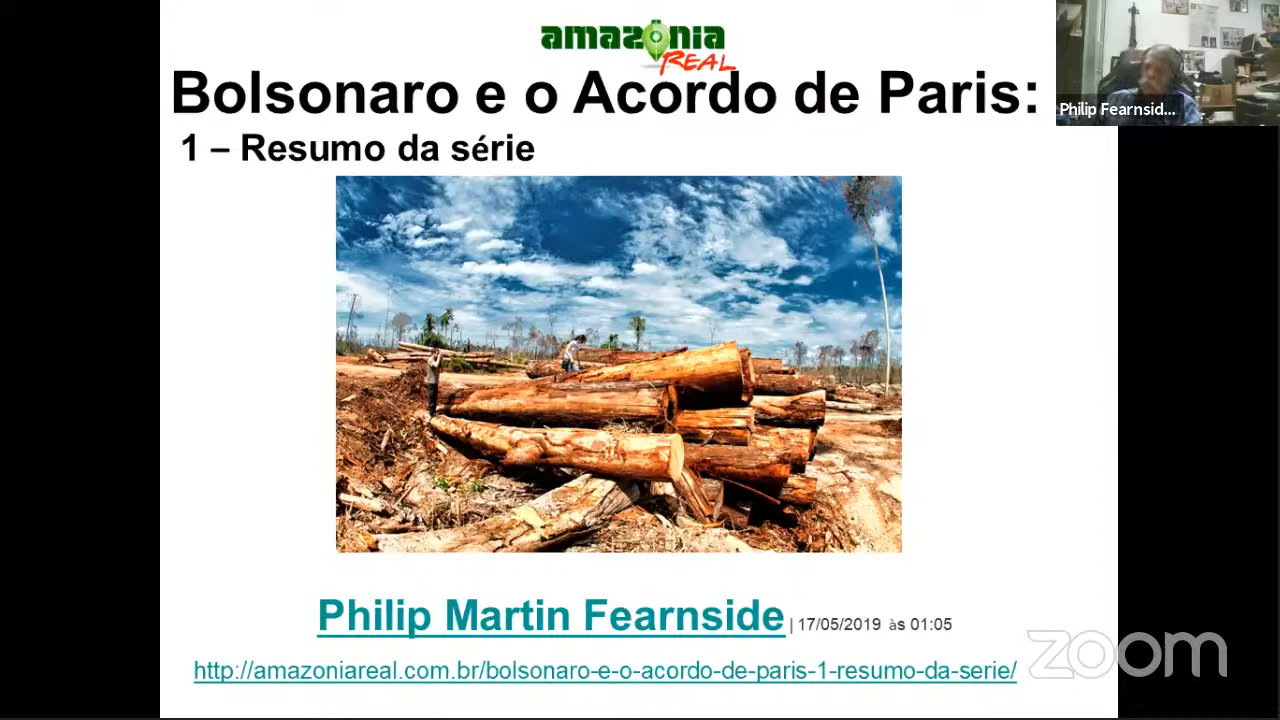 amazônia
REAL
Bolsonaro e o Acordo de Paris:
1 – Resumo da série
Philip Fearnsid...
Philip Martin Fearnside | 17/05/2019 às 01:05
http://amazoniareal.com.br/bolsonaro-e-o-acordo-de-paris-1-resumo-da-serie/
zoom